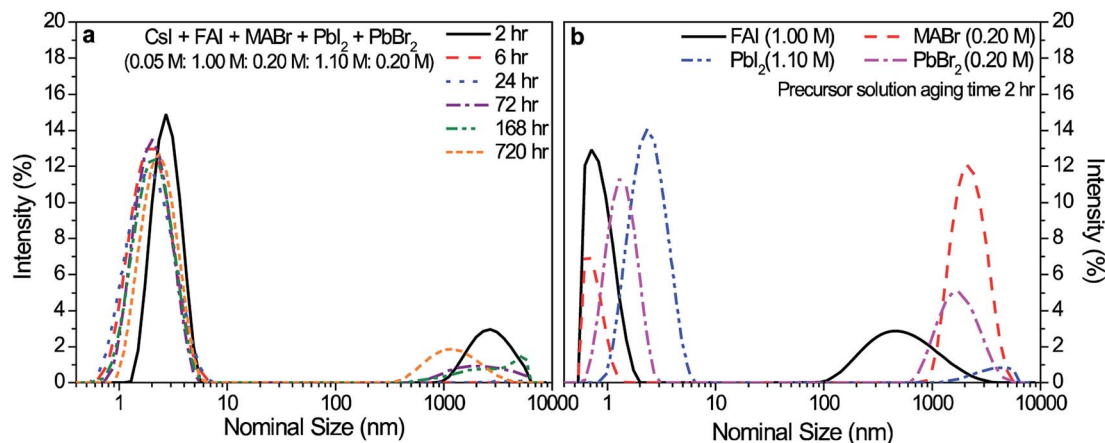 a
CsI + FAI + MABr + PbI2 + PbBr2
(0.05 M: 1.00 M: 0.20 M: 1.10 M: 0.20 M)
2 hr
6 hr
24 hr
72 hr
168 hr
720 hr
Intensity (%)
20
18
16
14
12
10
8
6
4
2
0
1
10
100
1000
10000
Nominal Size (nm)
b
FAI (1.00 M)
MABr (0.20 M)
PbI2(1.10 M)
PbBr2(0.20 M)
Precursor solution aging time 2 hr
20
18
16
14
12
10
8
6
4
2
0
Intensity (%)
1
10
100
1000
10000
Nominal Size (nm)